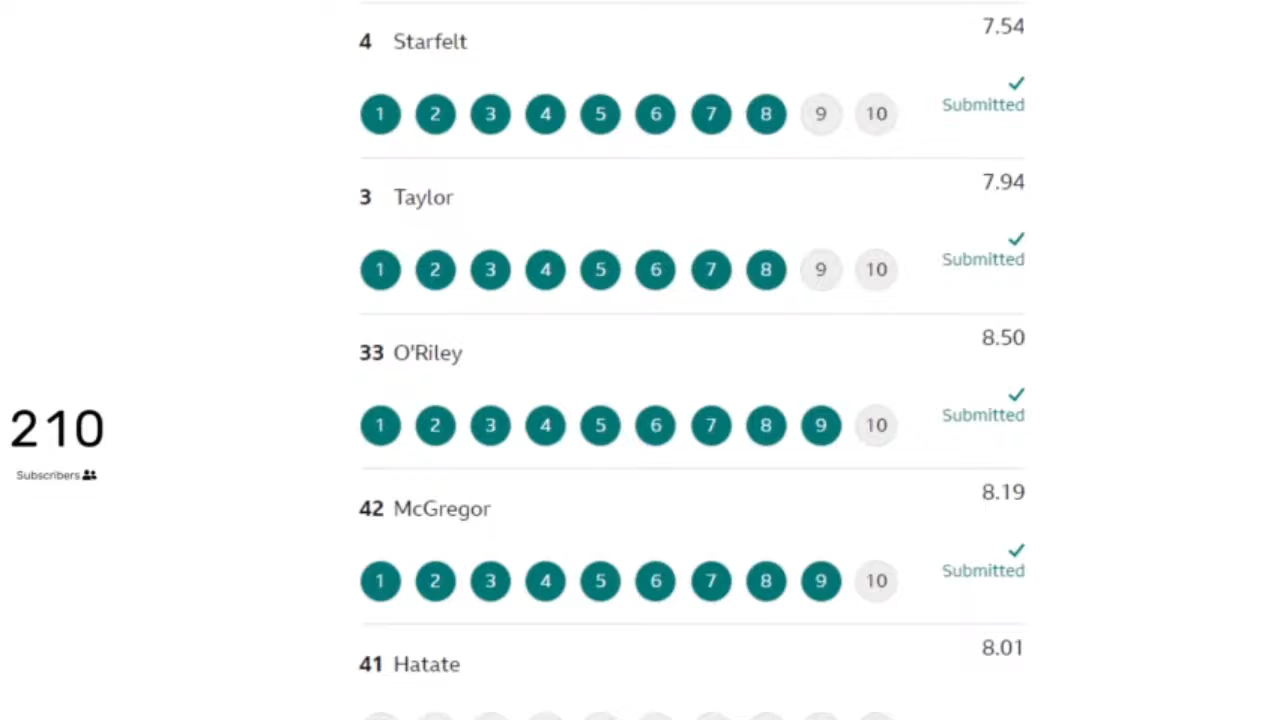 7.54
4 Starfelt
1 2 3 4 5 6 7 8 9 10
Submitted
7.94
3 Taylor
1 2 3 4 5 6 7 8 9 10
Submitted
8.50
33 O'Riley
1 2 3 4 5 6 7 8 9 10
Submitted
210
Subscribers
8.19
42 McGregor
1 2 3 4 5 6 7 8 9 10
Submitted
8.01
41 Hatate